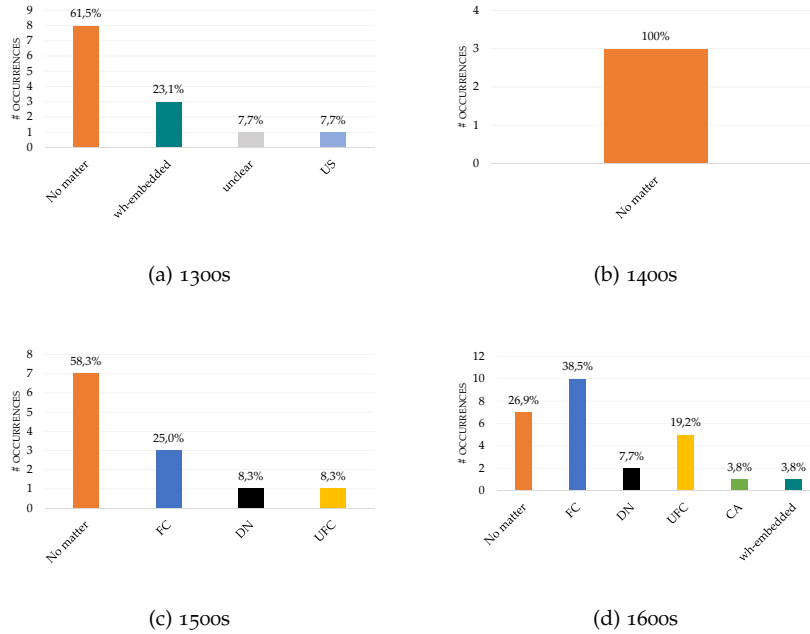 # OCCURRENCES
9
8
7
6
5
4
3
2
1
0
61,5%
23,1%
7,7%
7,7%
No matter
wh-embedded
unclear
US
(a) 1300s
# OCCURRENCES
4
3
2
1
0
100%
No matter
(b) 1400s
# OCCURRENCES
8
7
6
5
4
3
2
1
0
58,3%
25,0%
8,3%
8,3%
No matter
FC
DN
UFC
(c) 1500s
# OCCURRENCES
12
10
8
6
4
2
0
26,9%
38,5%
7,7%
19,2%
3,8%
3,8%
No matter
FC
DN
UFC
CA
wh-embedded
(d) 1600s